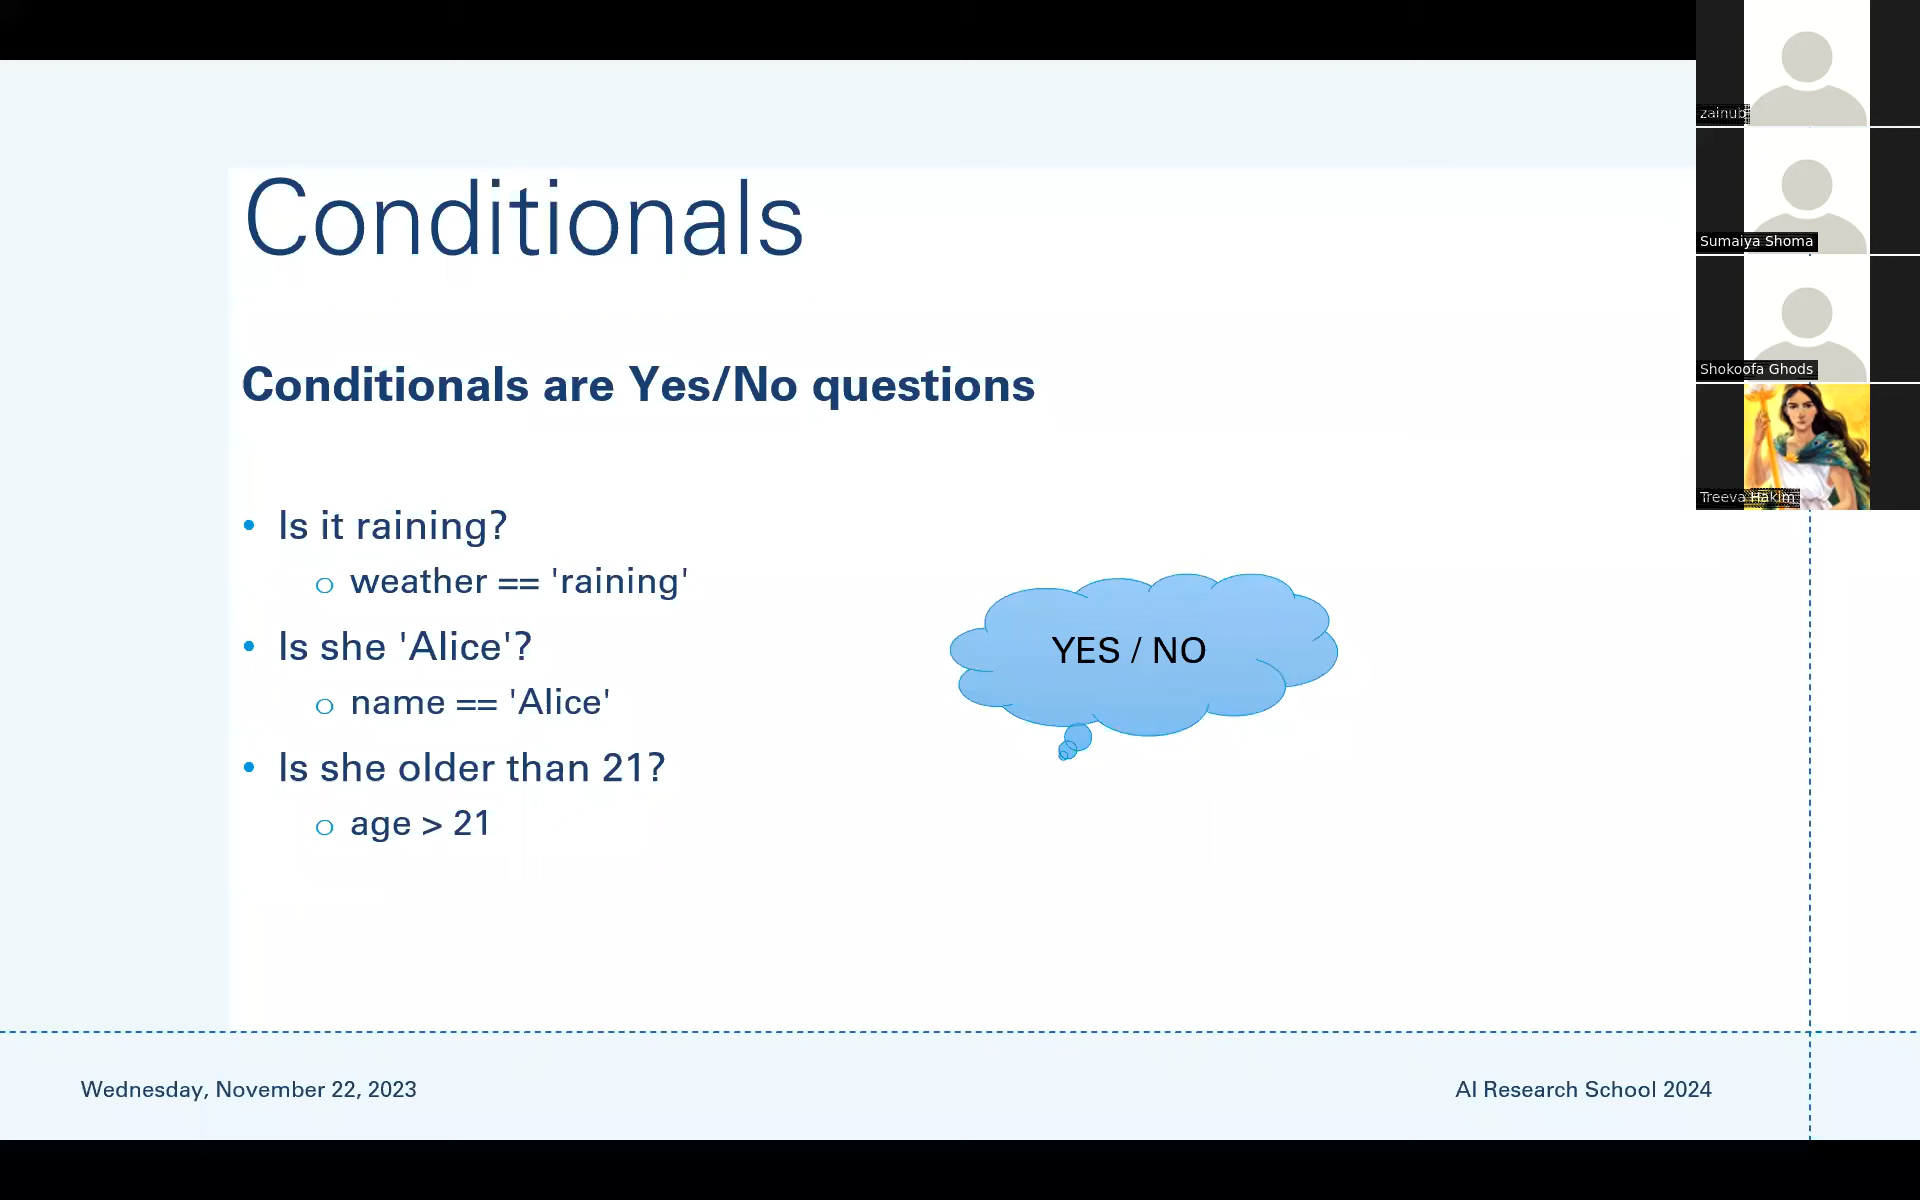 Conditionals
Conditionals are Yes/No questions
• Is it raining?
o weather == 'raining'
• Is she 'Alice'?
o name == 'Alice'
• Is she older than 21?
o age > 21
YES / NO
Wednesday, November 22, 2023
AI Research School 2024
zainub
Sumaiya Shoma
Shokoofa Ghods
Treeva Hakim